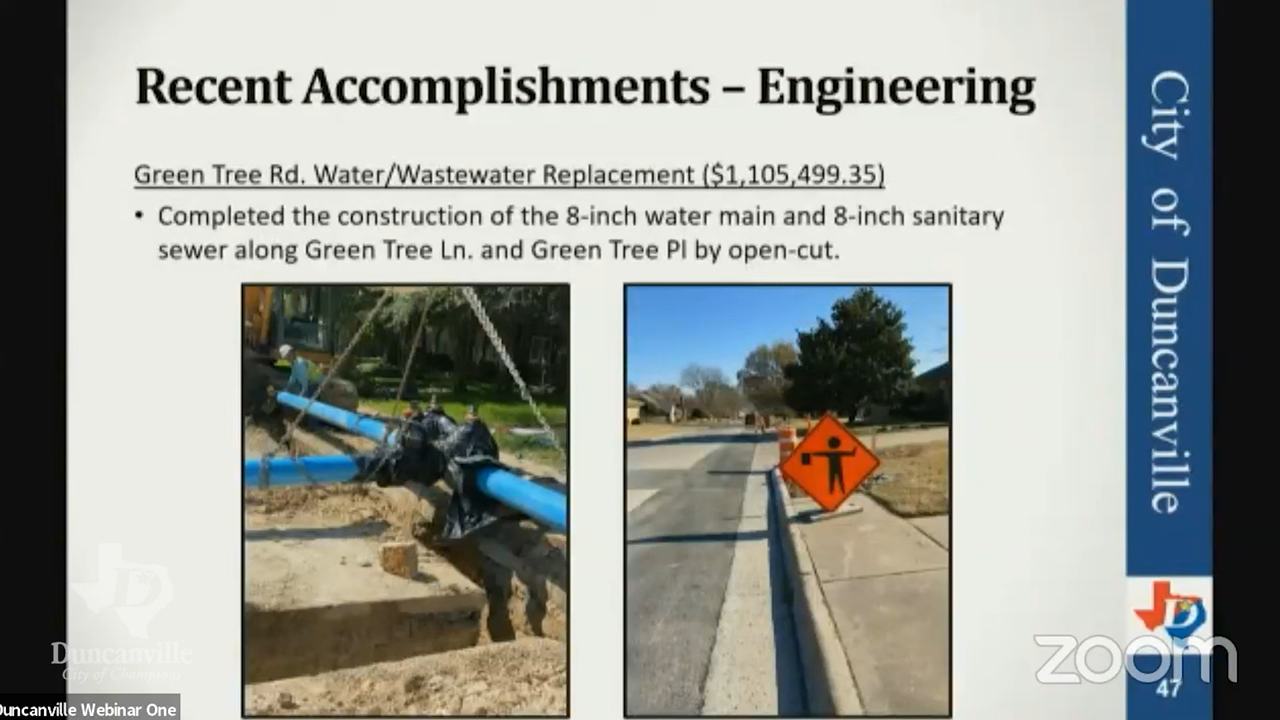 Recent Accomplishments – Engineering
Green Tree Rd. Water/Wastewater Replacement ($1,105,499.35)
• Completed the construction of the 8-inch water main and 8-inch sanitary
sewer along Green Tree Ln. and Green Tree Pl by open-cut.
City of Duncanville
D
Duncanville
City of Champions
D
zoom
47
Duncanville Webinar One